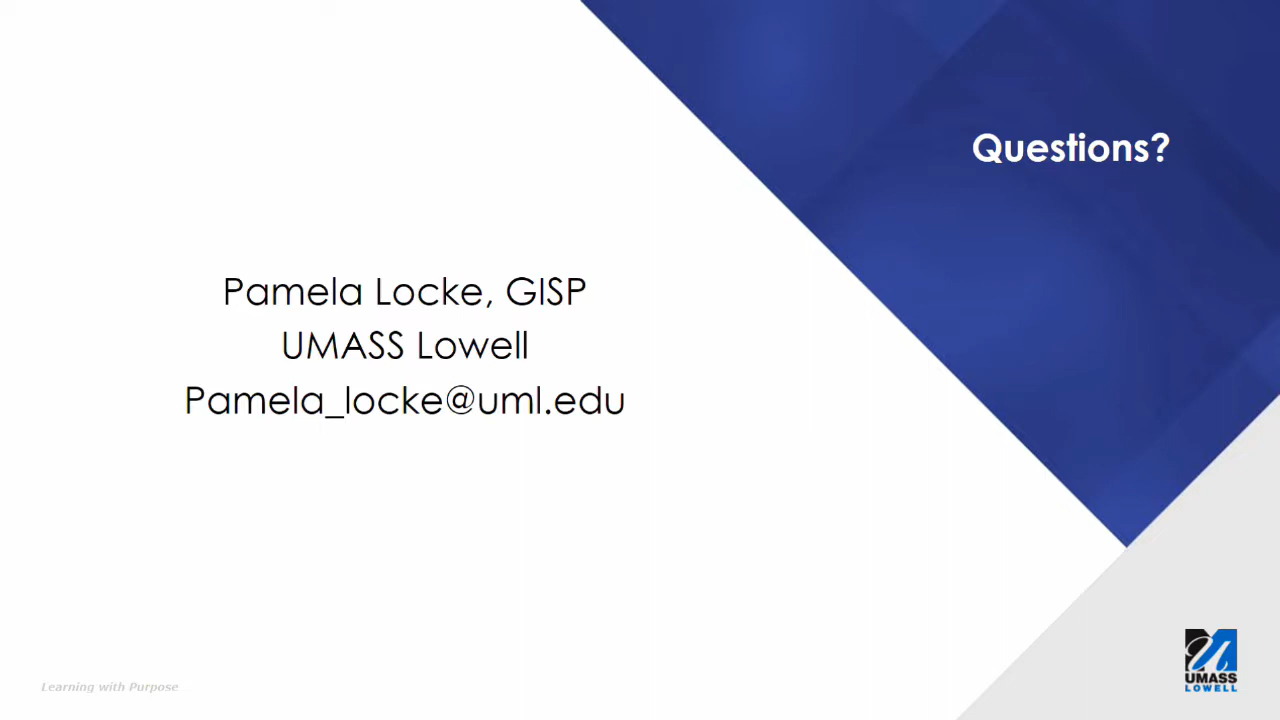 Questions?
Pamela Locke, GISP
UMASS Lowell
Pamela_locke@uml.edu
Learning with Purpose
UMASS
LOWELL